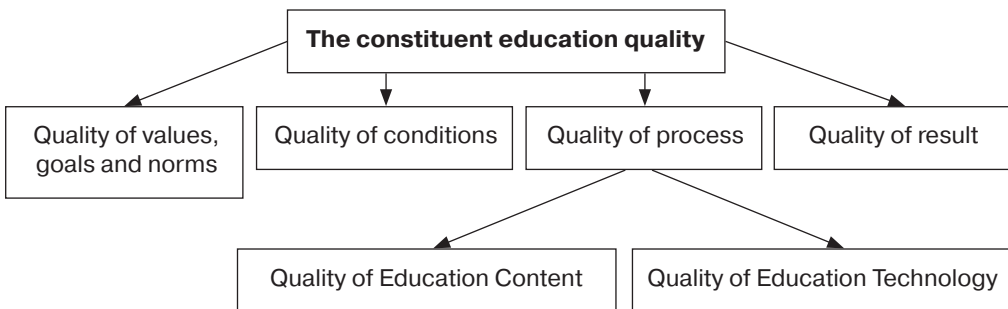 The constituent education quality
Quality of values,
goals and norms
Quality of conditions
Quality of process
Quality of result
Quality of Education Content
Quality of Education Technology